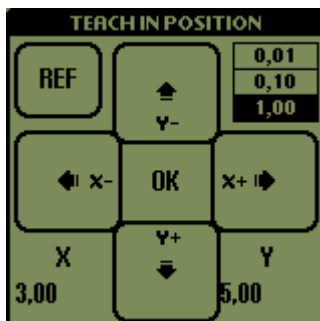 TEACH IN POSITION
REF
0,01
0,10
1,00
Y-
X-
OK
X+
Y+
X
Y
3,00
5,00